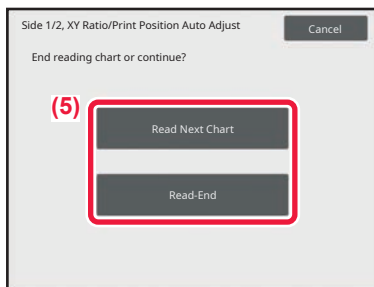 Side 1/2, XY Ratio/Print Position Auto Adjust
Cancel
End reading chart or continue?
(5)
Read Next Chart
Read-End